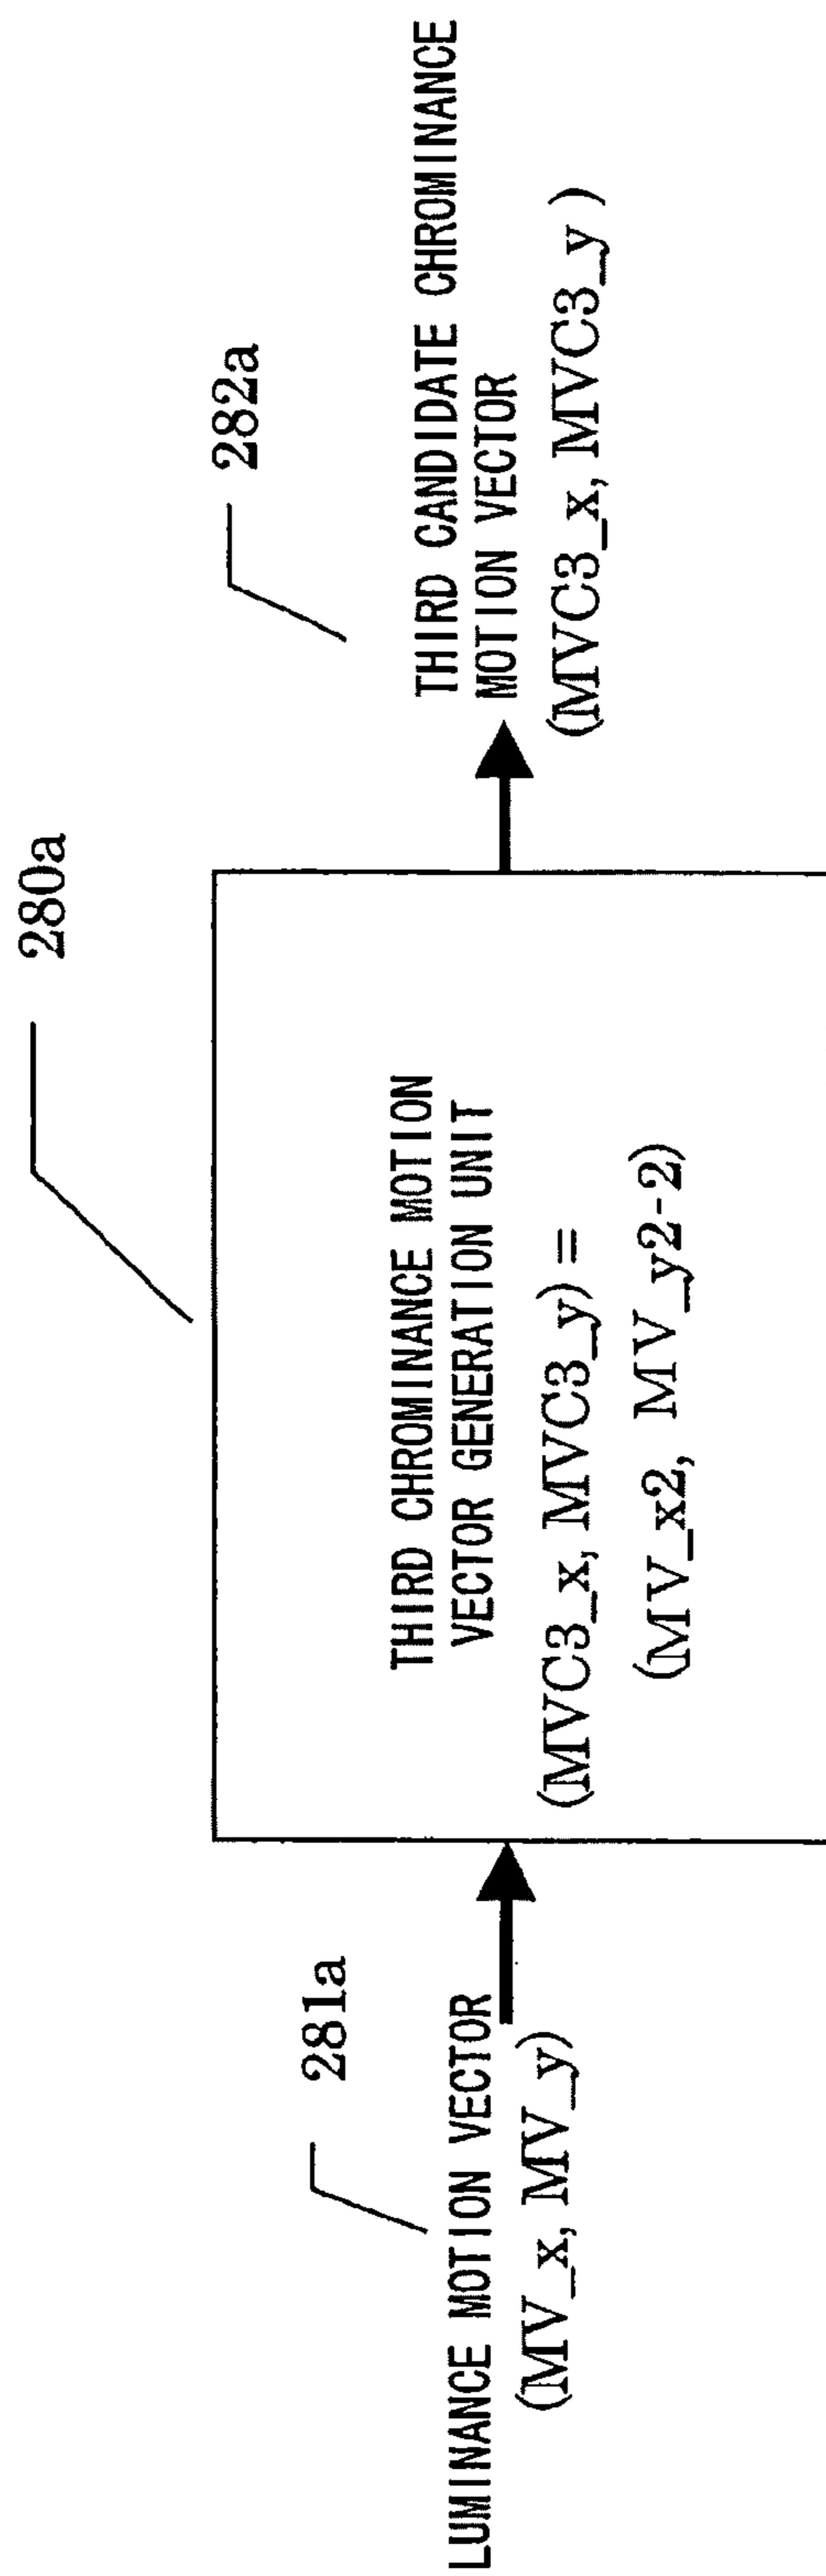 281a
LUMINANCE MOTION VECTOR
(MV_x, MV_y)
280a
THIRD CHROMINANCE MOTION
VECTOR GENERATION UNIT
(MVC3_x, MVC3_y) =
(MV_x2, MV_y2-2)
282a
THIRD CANDIDATE CHROMINANCE
MOTION VECTOR
(MVC3_x, MVC3_y)